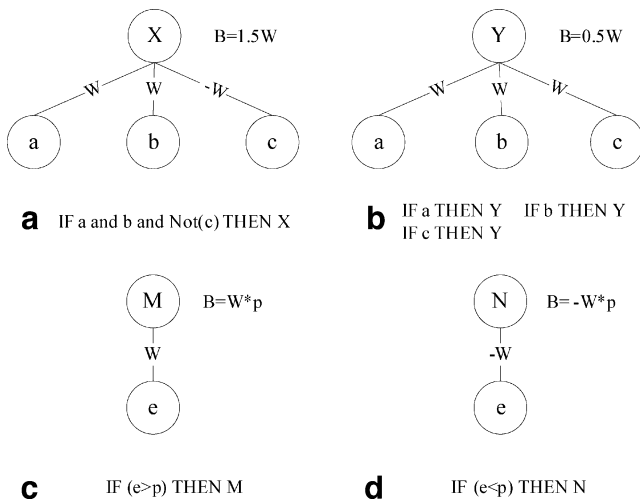 X B=1.5W
W W -W
a b c
a IF a and b and Not(c) THEN X
Y B=0.5W
W W W
a b c
b IF a THEN Y IF b THEN Y
IF c THEN Y
M B=W*p
W
e
c IF (e>p) THEN M
N B= -W*p
-W
e
d IF (e<p) THEN N